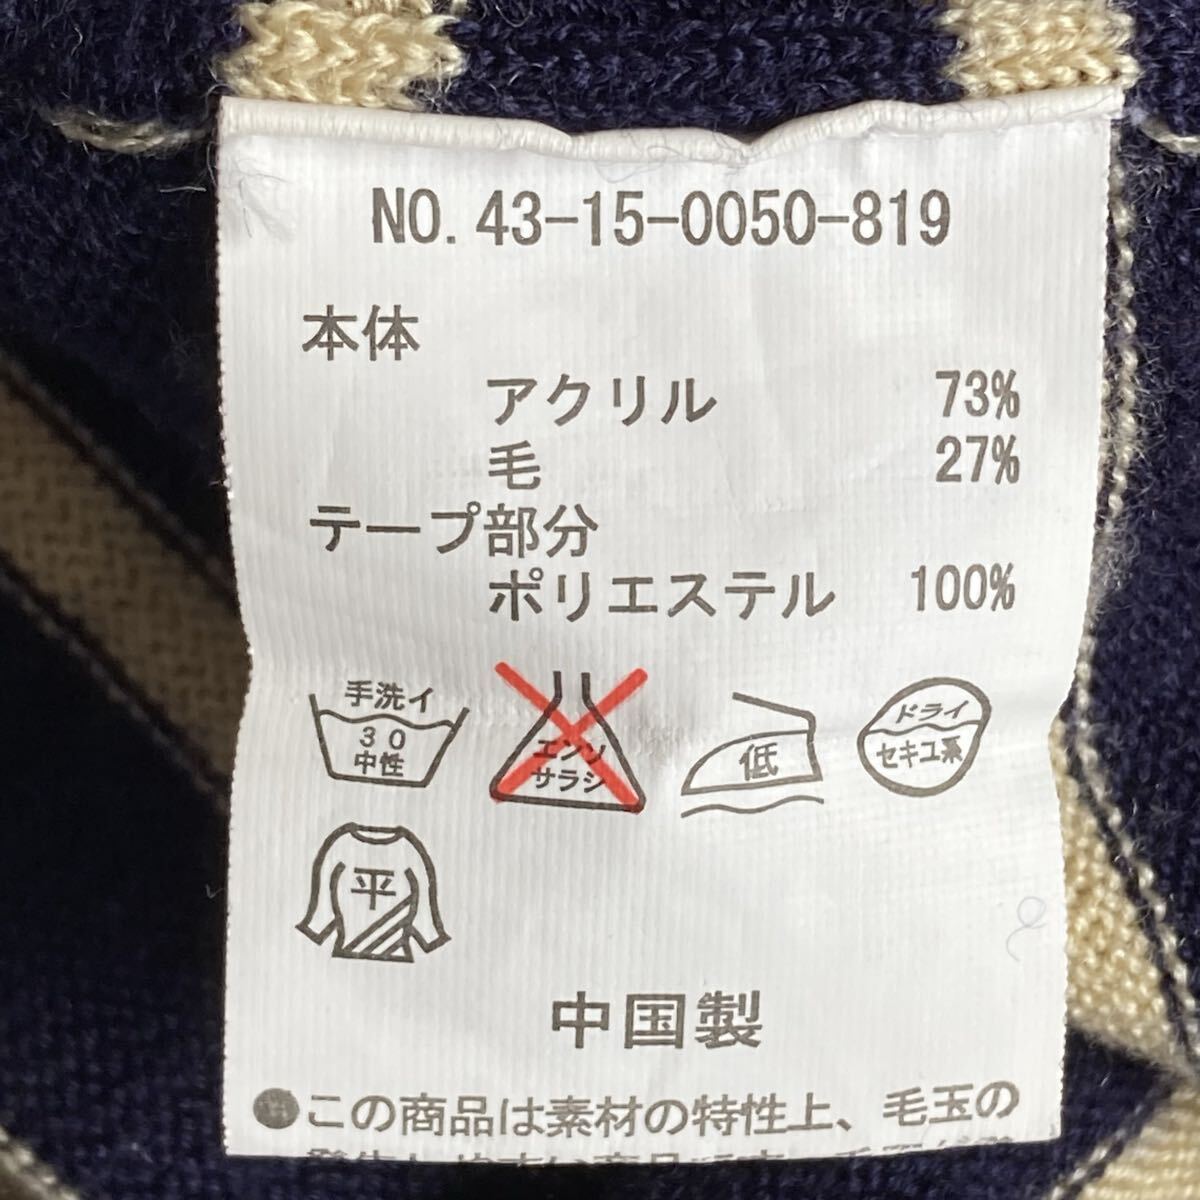 NO. 43-15-0050-819
本体
アクリル 73%
毛 27%
テープ部分
ポリエステル 100%
手洗イ
30
中性
エンソ
サラシ
低
ドライ
セキユ系
平
中国製
●この商品は素材の特性上、毛玉の